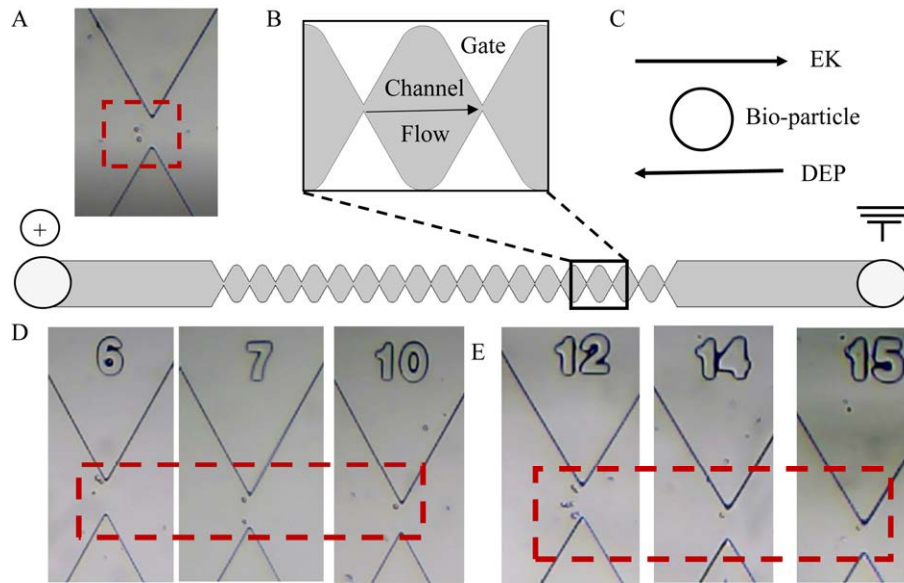 A
B
Gate
Channel
Flow
C
EK
Bio-particle
DEP
+
D
6
7
10
E
12
14
15